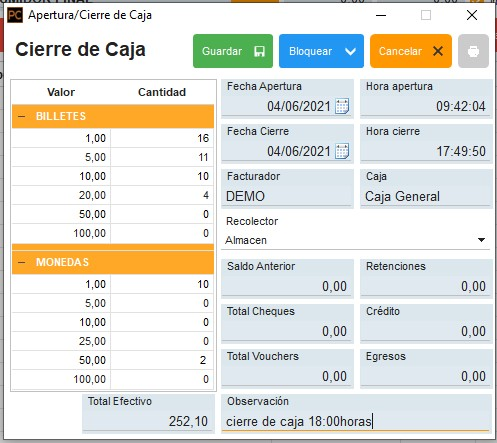 PC Apertura/Cierre de Caja
Cierre de Caja
Guardar
Bloquear
Cancelar
Valor Cantidad
BILLETES
1,00 16
5,00 11
10,00 10
20,00 4
50,00 0
100,00 0
MONEDAS
1,00 10
5,00 0
10,00 0
25,00 0
50,00 2
100,00 0
Total Efectivo
252,10
Fecha Apertura Hora apertura
04/06/2021 09:42:04
Fecha Cierre Hora cierre
04/06/2021 17:49:50
Facturador Caja
DEMO Caja General
Recolector
Almacen
Saldo Anterior Retenciones
0,00 0,00
Total Cheques Crédito
0,00 0,00
Total Vouchers Egresos
0,00 0,00
Observación
cierre de caja 18:00horas